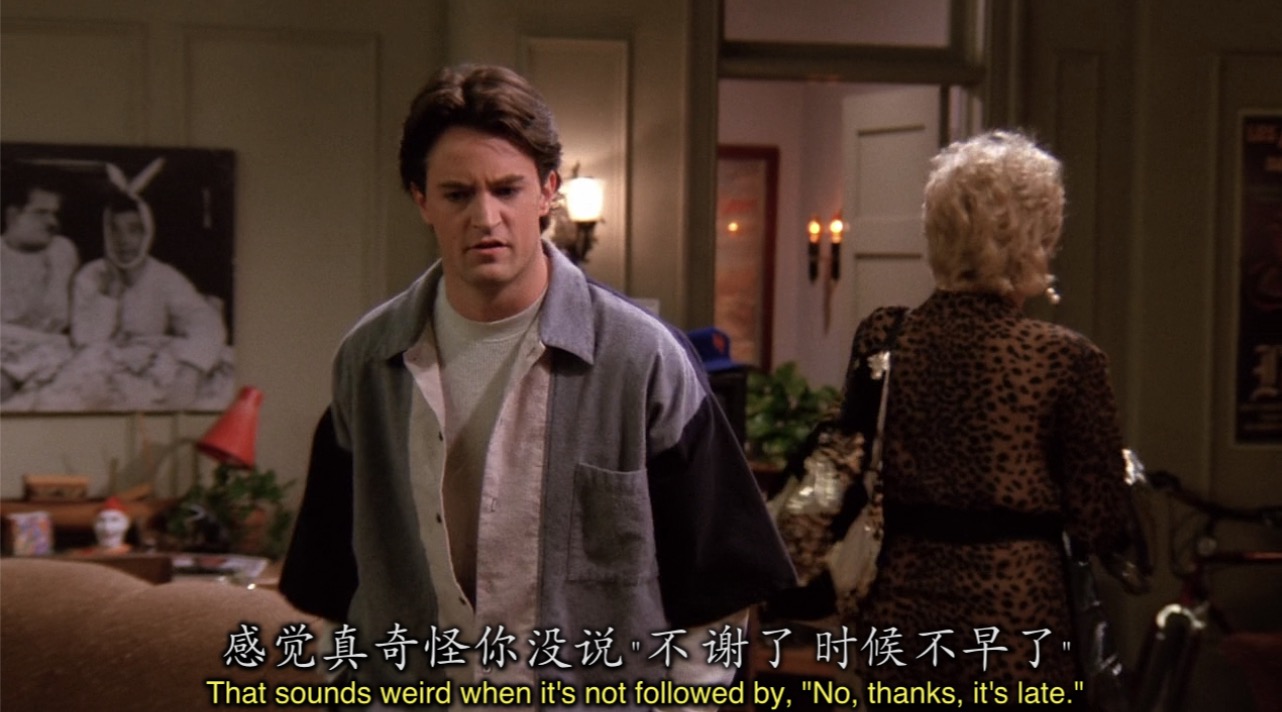 感觉真奇怪你没说"不谢了 时候不早了"
That sounds weird when it's not followed by, "No, thanks, it's late."